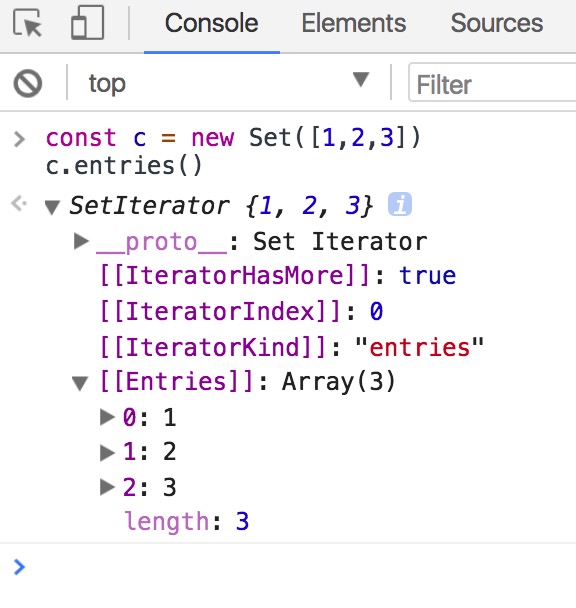 Console Elements Sources
top Filter
const c = new Set([1,2,3])
c.entries()
SetIterator {1, 2, 3} i
__proto__: Set Iterator
[[IteratorHasMore]]: true
[[IteratorIndex]]: 0
[[IteratorKind]]: "entries"
[[Entries]]: Array(3)
0: 1
1: 2
2: 3
length: 3